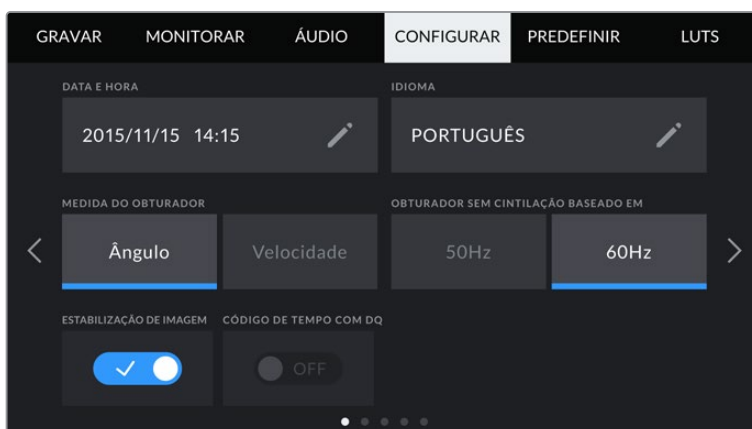 GRAVAR MONITORAR ÁUDIO CONFIGURAR PREDEFINIR LUTS
DATA E HORA IDIOMA
2015/11/15 14:15 PORTUGUÊS
MEDIDA DO OBTURADOR OBTURADOR SEM CINTILAÇÃO BASEADO EM
Ângulo Velocidade 50Hz 60Hz
ESTABILIZAÇÃO DE IMAGEM CÓDIGO DE TEMPO COM DQ
OFF